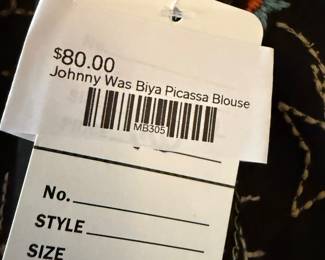 $80.00
Johnny Was Biya Picassa Blouse
MB305
No.
STYLE
SIZE